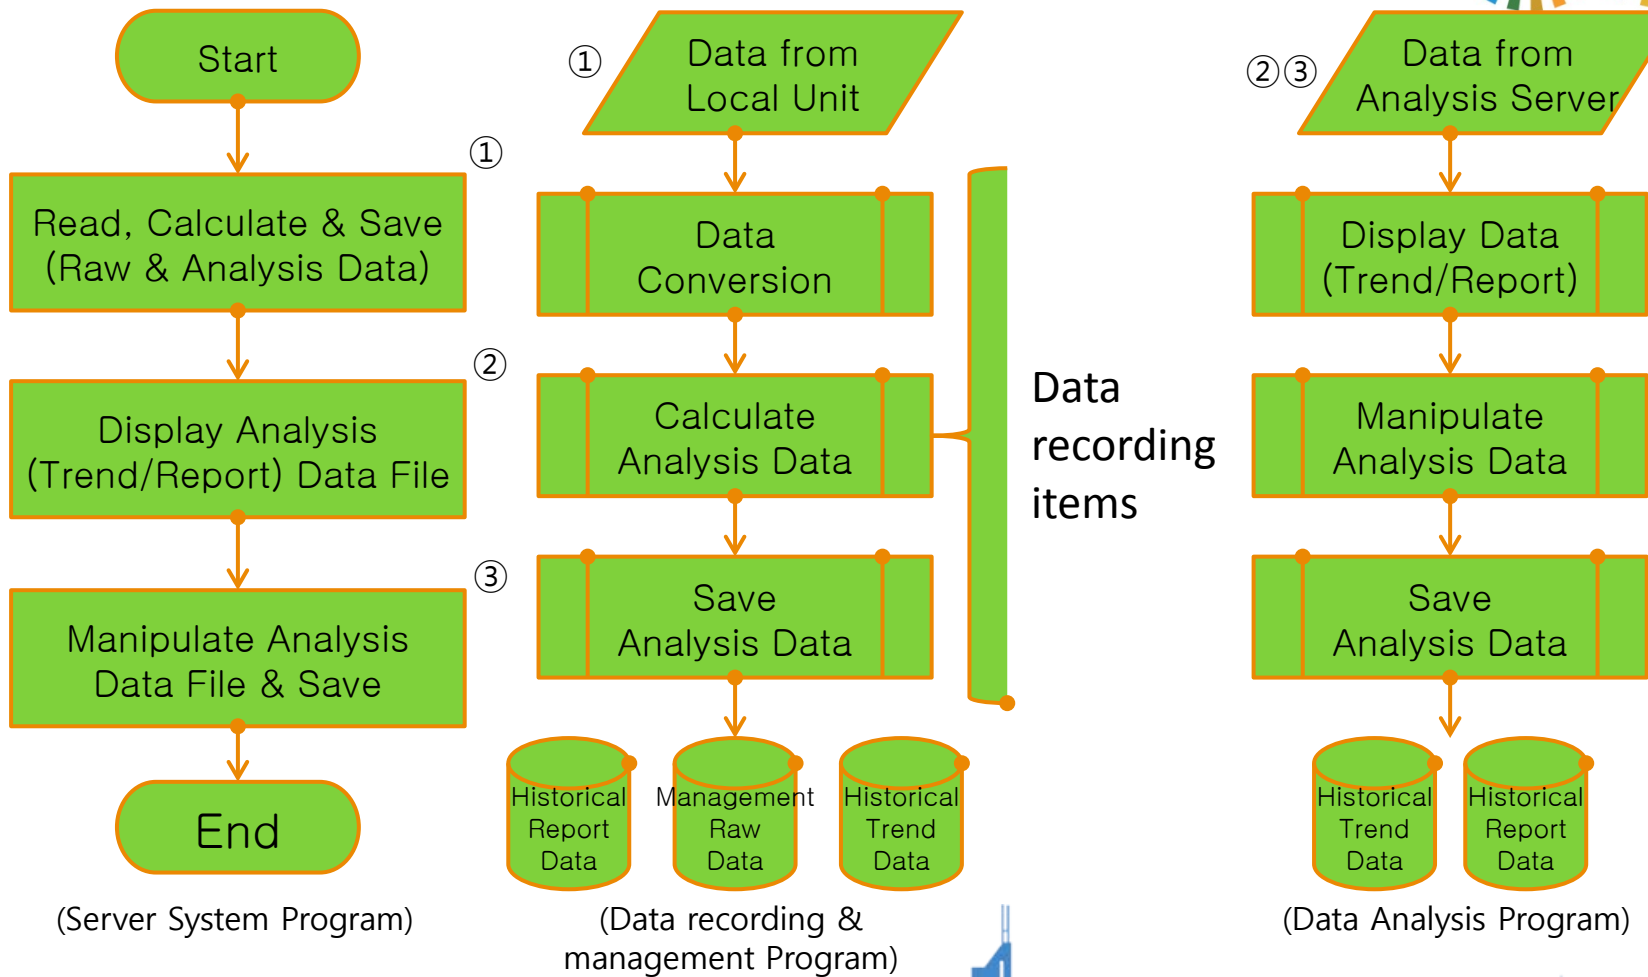 Start
①
Read, Calculate & Save
(Raw & Analysis Data)
②
Display Analysis
(Trend/Report) Data File
③
Manipulate Analysis
Data File & Save
End
(Server System Program)
①
Data from
Local Unit
Data
Conversion
Calculate
Analysis Data
Save
Analysis Data
Historical
Report
Data
Management
Raw
Data
Historical
Trend
Data
(Data recording &
management Program)
Data
recording
items
②③
Data from
Analysis Server
Display Data
(Trend/Report)
Manipulate
Analysis Data
Save
Analysis Data
Historical
Trend
Data
Historical
Report
Data
(Data Analysis Program)